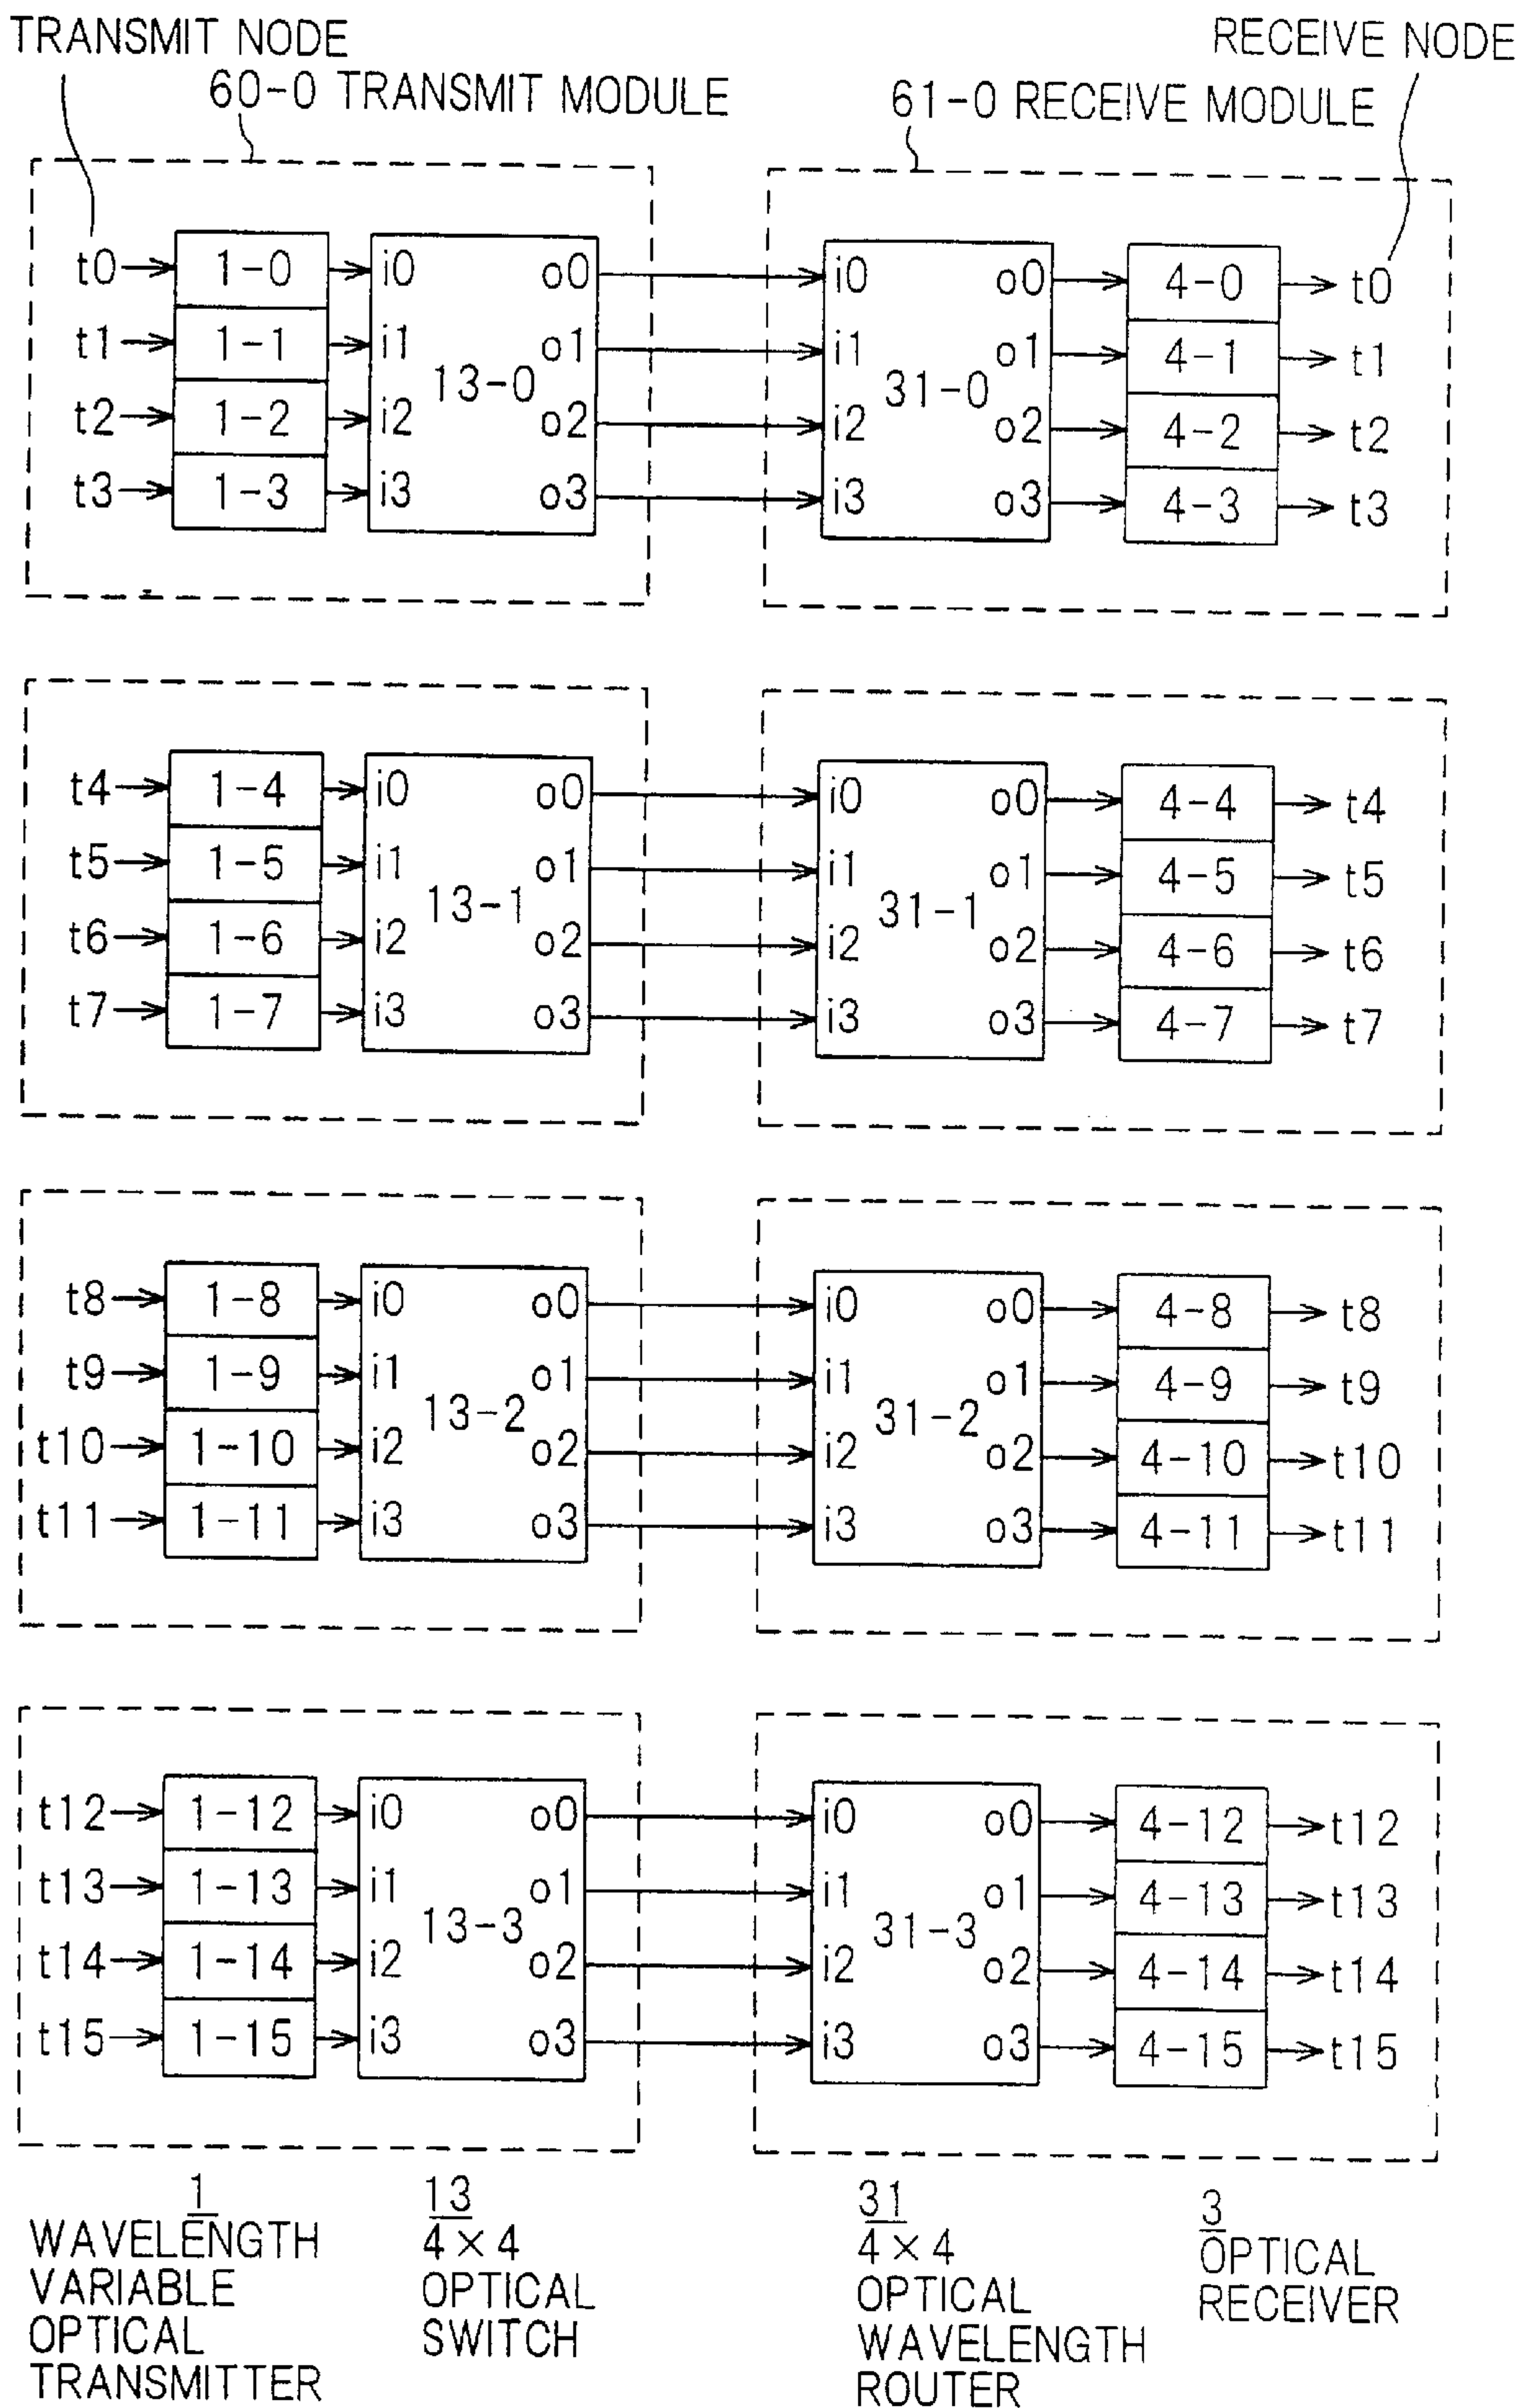 TRANSMIT NODE
RECEIVE NODE
60-0 TRANSMIT MODULE
61-0 RECEIVE MODULE
t0 1-0 i0 o0 i0 o0 4-0 t0
t1 1-1 i1 o1 i1 o1 4-1 t1
13-0 31-0
t2 1-2 i2 o2 i2 o2 4-2 t2
t3 1-3 i3 o3 i3 o3 4-3 t3
t4 1-4 i0 o0 i0 o0 4-4 t4
t5 1-5 i1 o1 i1 o1 4-5 t5
13-1 31-1
t6 1-6 i2 o2 i2 o2 4-6 t6
t7 1-7 i3 o3 i3 o3 4-7 t7
t8 1-8 i0 o0 i0 o0 4-8 t8
t9 1-9 i1 o1 i1 o1 4-9 t9
13-2 31-2
t10 1-10 i2 o2 i2 o2 4-10 t10
t11 1-11 i3 o3 i3 o3 4-11 t11
t12 1-12 i0 o0 i0 o0 4-12 t12
t13 1-13 i1 o1 i1 o1 4-13 t13
13-3 31-3
t14 1-14 i2 o2 i2 o2 4-14 t14
t15 1-15 i3 o3 i3 o3 4-15 t15
1
WAVELENGTH
VARIABLE
OPTICAL
TRANSMITTER
13
4×4
OPTICAL
SWITCH
31
4×4
OPTICAL
WAVELENGTH
ROUTER
3
OPTICAL
RECEIVER